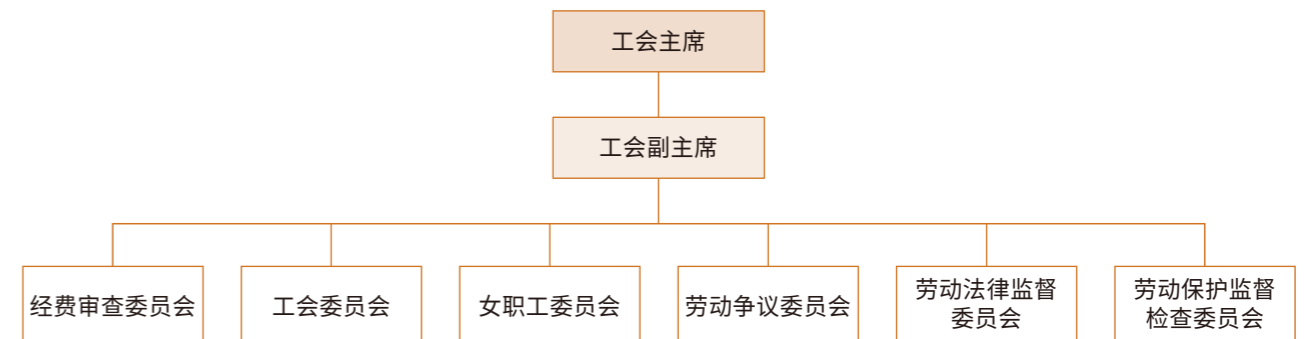 工会主席
工会副主席
经费审查委员会
工会委员会
女职工委员会
劳动争议委员会
劳动法律监督
委员会
劳动保护监督
检查委员会